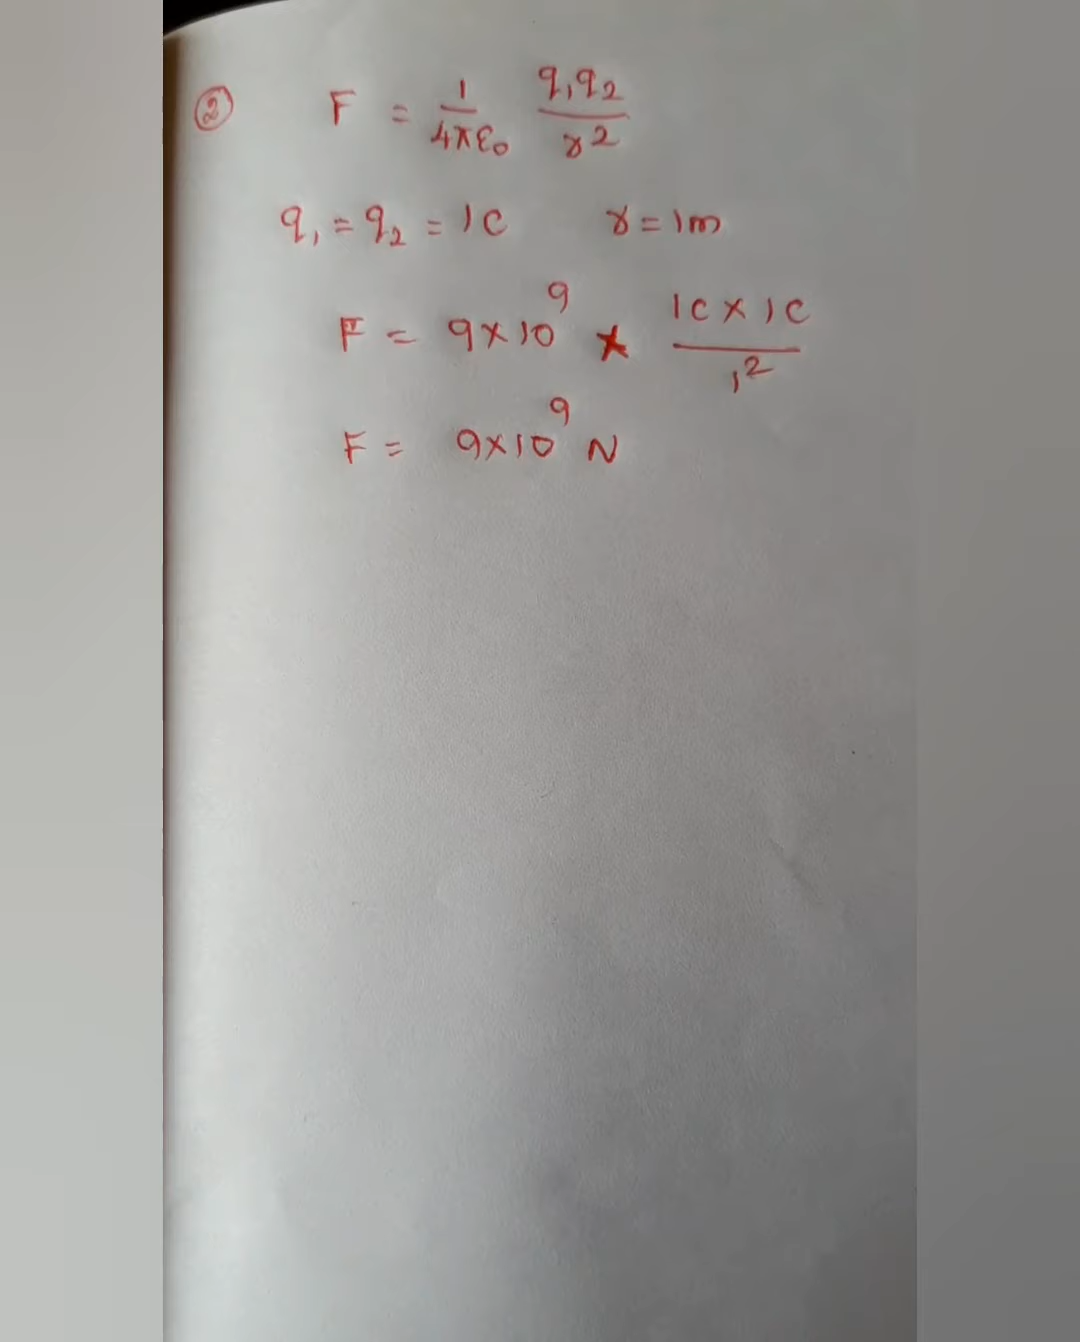 ② F = 1/4πε₀ q₁q₂/r²
q₁ = q₂ = 1C r = 1m
F = 9×10⁹ × 1C × 1C/1²
F = 9×10⁹ N